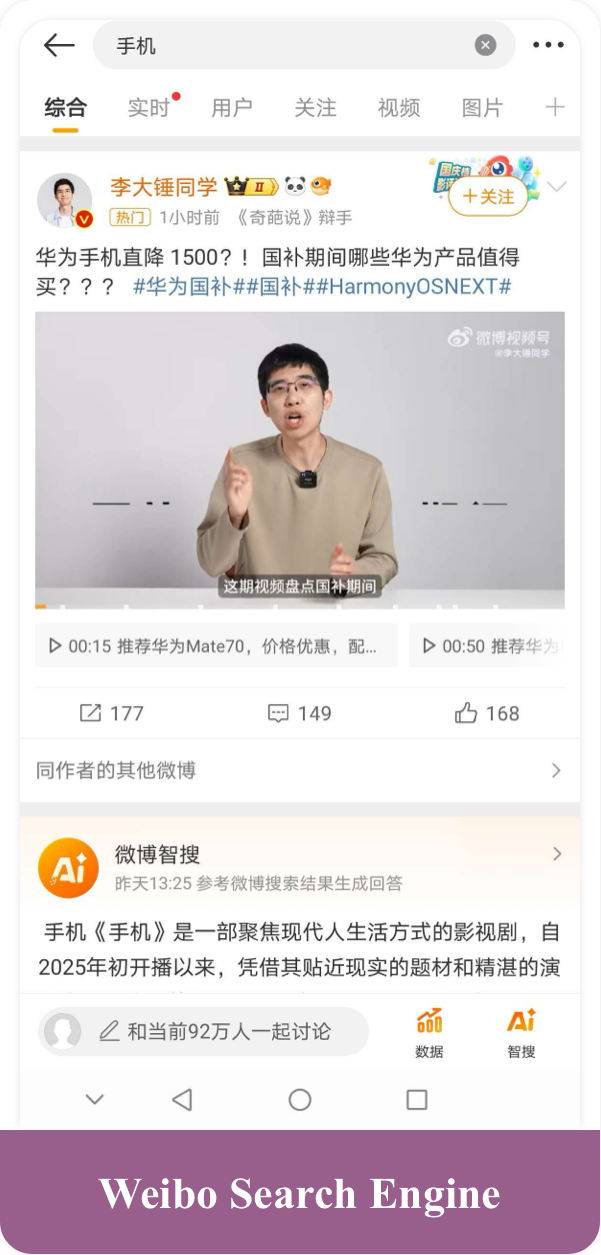 手机
综合 实时 用户 关注 视频 图片
李大锤同学 II
热门 1小时前 《奇葩说》辩手
国庆档
+关注
华为手机直降 1500?！国补期间哪些华为产品值得
买？？？ #华为国补##国补##HarmonyOSNEXT#
微博视频号
@李大锤同学
这期视频盘点国补期间
00:15 推荐华为Mate70，价格优惠，配...
00:50 推荐华为
177 149 168
同作者的其他微博
Ai
微博智搜
昨天13:25 参考微博搜索结果生成回答
手机《手机》是一部聚焦现代人生活方式的影视剧，自
2025年初开播以来，凭借其贴近现实的题材和精湛的演
和当前92万人一起讨论
数据
Ai
智搜
Weibo Search Engine